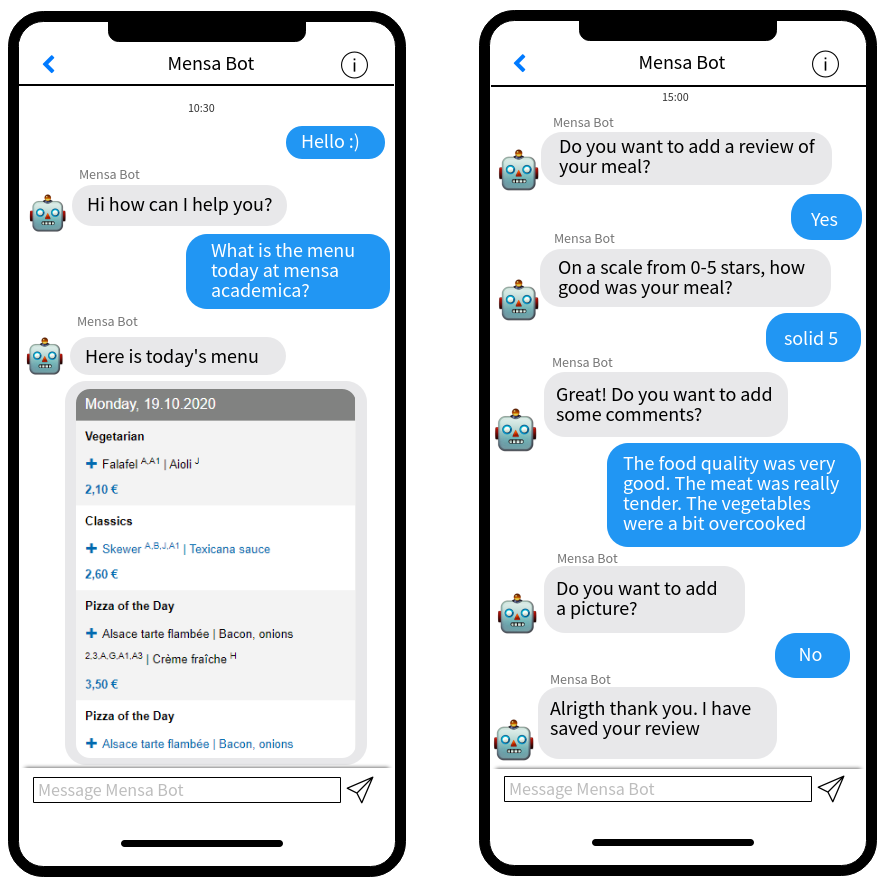 Mensa Bot
10:30
Hello :)
Mensa Bot
Hi how can I help you?
What is the menu
today at mensa
academica?
Mensa Bot
Here is today's menu
Monday, 19.10.2020
Vegetarian
+ Falafel A,A1 | Aioli J
2,10 €
Classics
+ Skewer A,B,J,A1 | Texicana sauce
2,60 €
Pizza of the Day
+ Alsace tarte flambée | Bacon, onions
2,3,A,G,A1,A3 | Crème fraîche H
3,50 €
Pizza of the Day
+ Alsace tarte flambée | Bacon, onions
Message Mensa Bot
Mensa Bot
15:00
Mensa Bot
Do you want to add a review of
your meal?
Yes
Mensa Bot
On a scale from 0-5 stars, how
good was your meal?
solid 5
Mensa Bot
Great! Do you want to add
some comments?
The food quality was very
good. The meat was really
tender. The vegetables
were a bit overcooked
Mensa Bot
Do you want to add
a picture?
No
Mensa Bot
Alrigth thank you. I have
saved your review
Message Mensa Bot